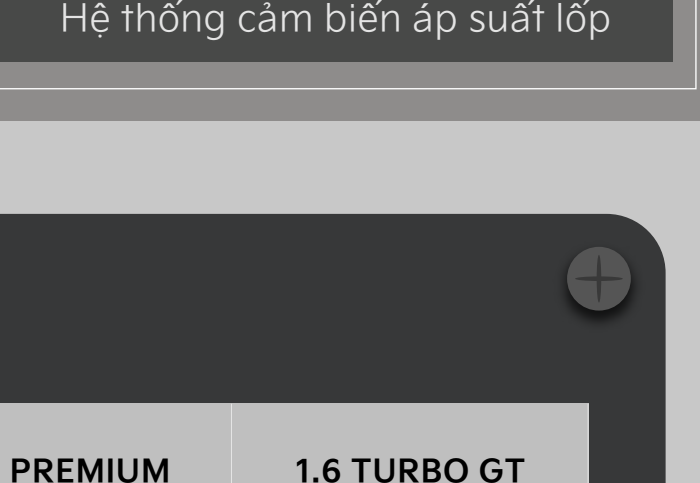 Hệ thống cảm biến áp suất lốp
PREMIUM
1.6 TURBO GT